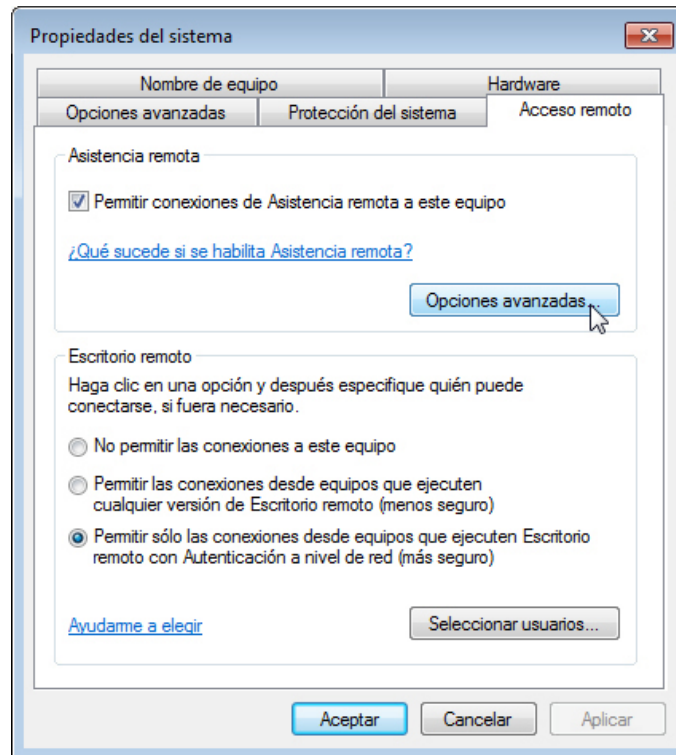 Propiedades del sistema
Nombre de equipo
Hardware
Opciones avanzadas
Protección del sistema
Acceso remoto
Asistencia remota
Permitir conexiones de Asistencia remota a este equipo
¿Qué sucede si se habilita Asistencia remota?
Opciones avanzadas...
Escritorio remoto
Haga clic en una opción y después especifique quién puede
conectarse, si fuera necesario.
No permitir las conexiones a este equipo
Permitir las conexiones desde equipos que ejecuten
cualquier versión de Escritorio remoto (menos seguro)
Permitir sólo las conexiones desde equipos que ejecuten Escritorio
remoto con Autenticación a nivel de red (más seguro)
Ayudarme a elegir
Seleccionar usuarios...
Aceptar
Cancelar
Aplicar